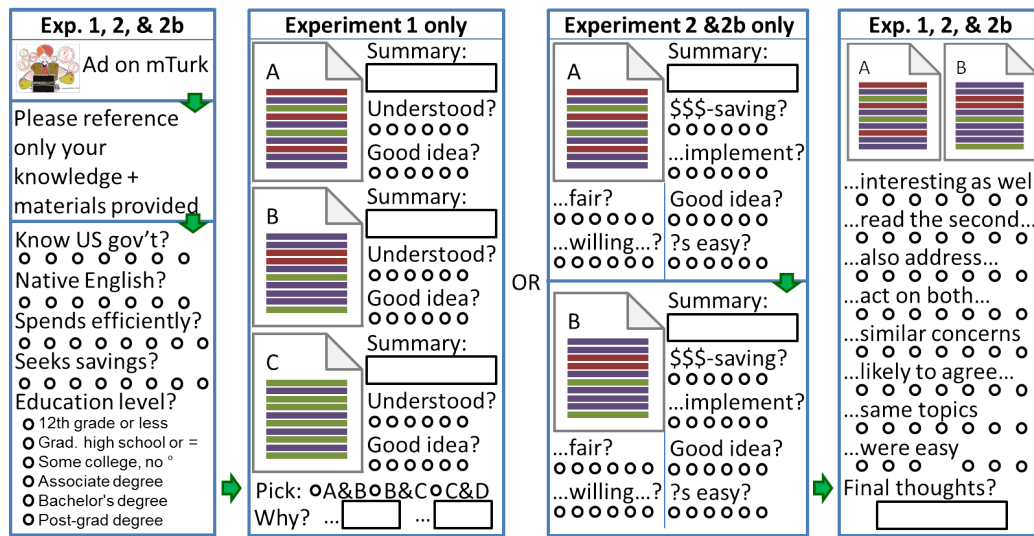 Exp. 1, 2, & 2b
Ad on mTurk
Please reference
only your
knowledge +
materials provided
Know US gov't?
Native English?
Spends efficiently?
Seeks savings?
Education level?
12th grade or less
Grad. high school or =
Some college, no °
Associate degree
Bachelor's degree
Post-grad degree
Experiment 1 only
A
Summary:
Understood?
Good idea?
B
Summary:
Understood?
Good idea?
C
Summary:
Understood?
Good idea?
Pick: A&B B&C C&D
Why? ... ...
OR
Experiment 2 &2b only
A
Summary:
$$$-saving?
...implement?
...fair? Good idea?
...willing...? ?s easy?
B
Summary:
$$$-saving?
...implement?
...fair? Good idea?
...willing...? ?s easy?
Exp. 1, 2, & 2b
A B
...interesting as wel
...read the second...
...also address...
...act on both...
...similar concerns
...likely to agree...
...same topics
...were easy
Final thoughts?